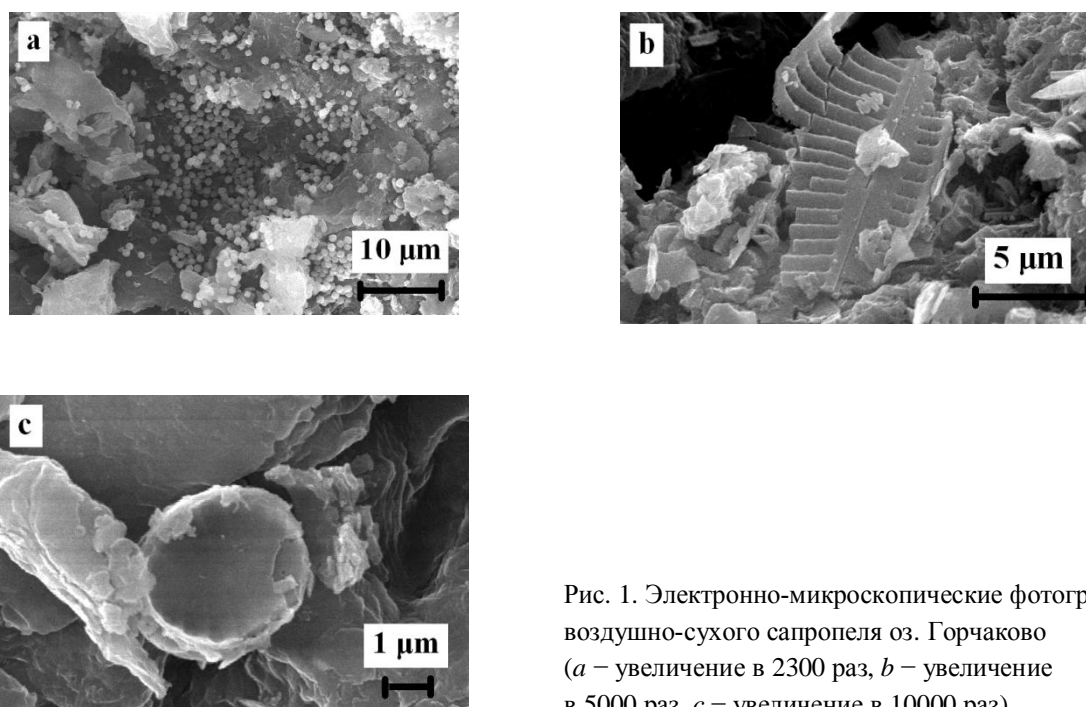 a
10 μm
b
5 μm
c
1 μm
Рис. 1. Электронно-микроскопические
воздушно-сухого сапропеля оз. Горчаково
(a − увеличение в 2300 раз, b − увеличение
в 5000 раз, c − увеличение в 10000 раз)